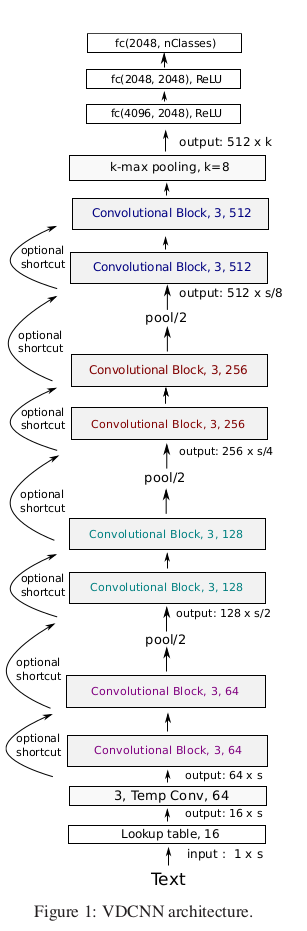 fc(2048, nClasses)
fc(2048, 2048), ReLU
fc(4096, 2048), ReLU
output: 512 x k
k-max pooling, k=8
Convolutional Block, 3, 512
optional
shortcut
Convolutional Block, 3, 512
output: 512 x s/8
pool/2
optional
shortcut
Convolutional Block, 3, 256
optional
shortcut
Convolutional Block, 3, 256
output: 256 x s/4
pool/2
optional
shortcut
Convolutional Block, 3, 128
optional
shortcut
Convolutional Block, 3, 128
output: 128 x s/2
pool/2
optional
shortcut
Convolutional Block, 3, 64
optional
shortcut
Convolutional Block, 3, 64
output: 64 x s
3, Temp Conv, 64
output: 16 x s
Lookup table, 16
input : 1 x s
Text
Figure 1: VDCNN architecture.